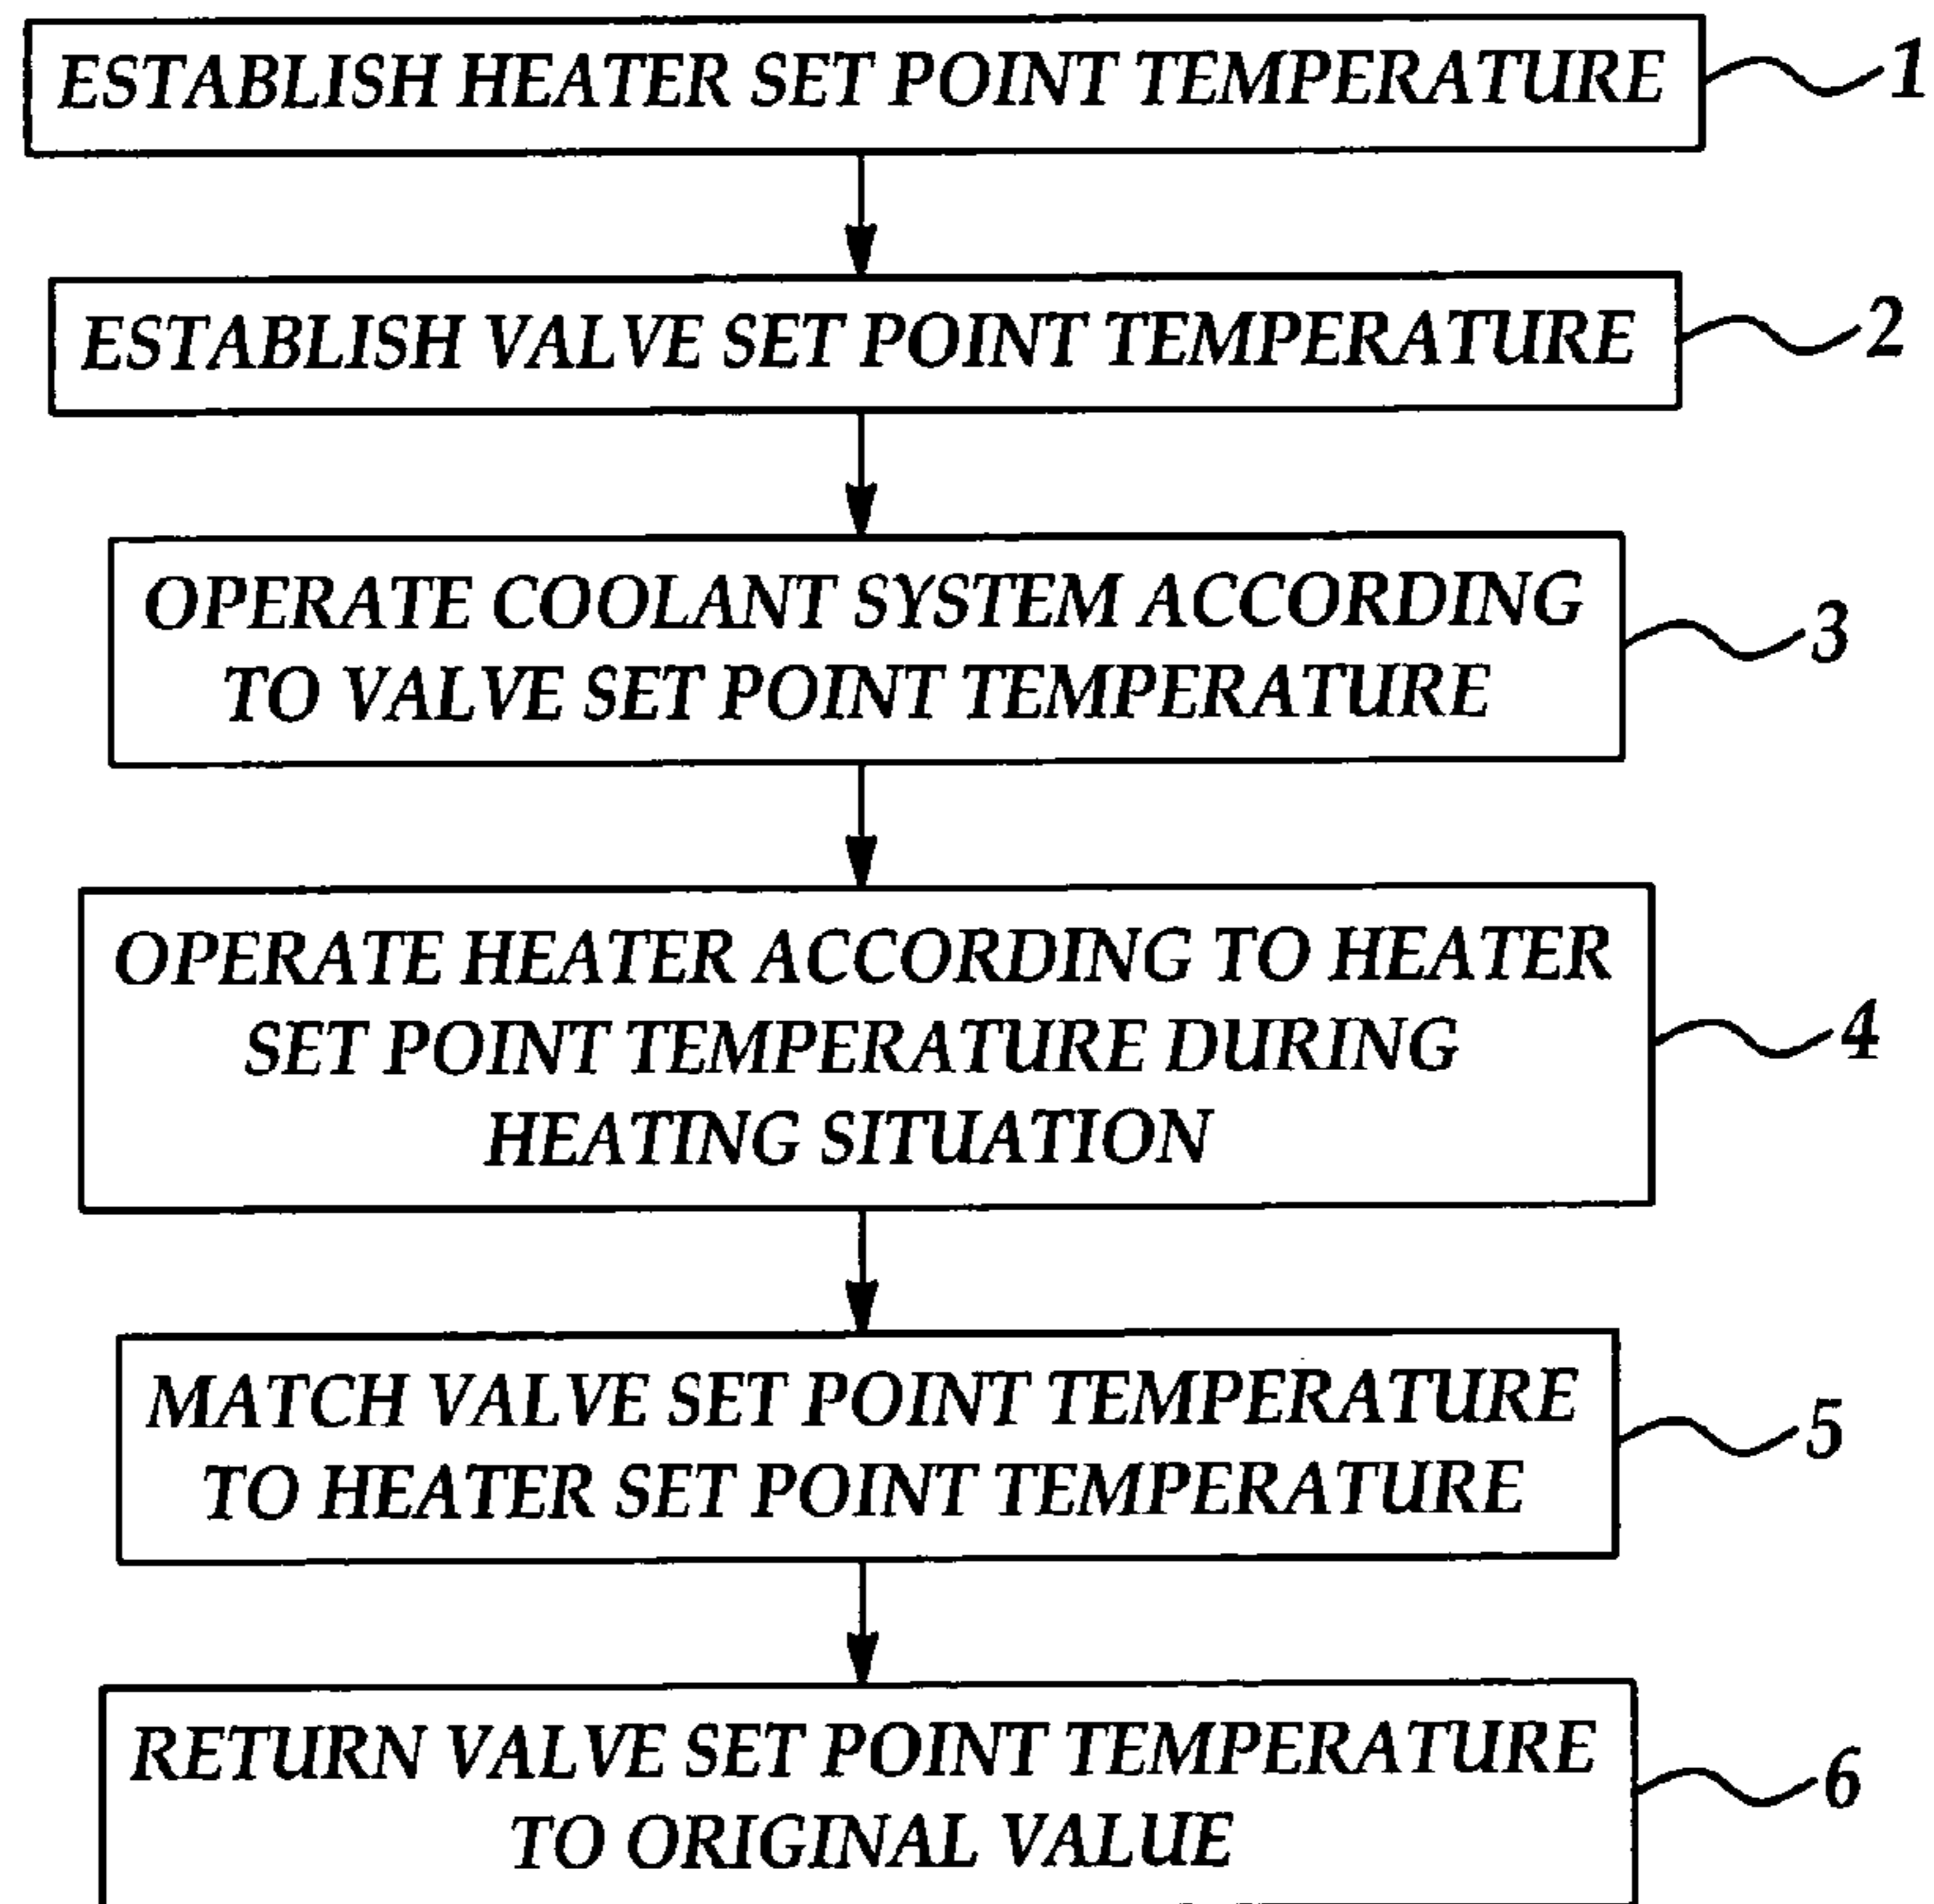 ESTABLISH HEATER SET POINT TEMPERATURE
1
ESTABLISH VALVE SET POINT TEMPERATURE
2
OPERATE COOLANT SYSTEM ACCORDING
TO VALVE SET POINT TEMPERATURE
3
OPERATE HEATER ACCORDING TO HEATER
SET POINT TEMPERATURE DURING
HEATING SITUATION
4
MATCH VALVE SET POINT TEMPERATURE
TO HEATER SET POINT TEMPERATURE
5
RETURN VALVE SET POINT TEMPERATURE
TO ORIGINAL VALUE
6